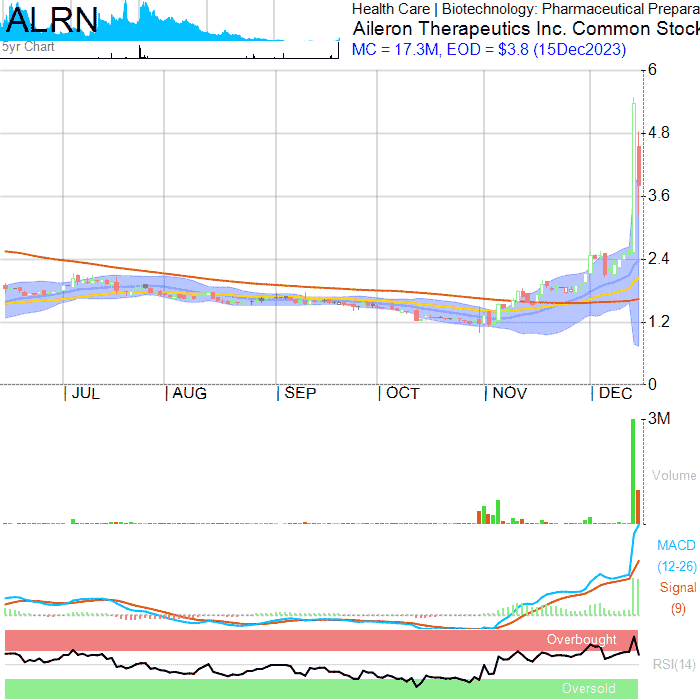 ALRN
5yr Chart
Health Care | Biotechnology: Pharmaceutical Prepara
Aileron Therapeutics Inc. Common Stock
MC = 17.3M, EOD = $3.8 (15Dec2023)
6
4.8
3.6
2.4
1.2
0
JUL AUG SEP OCT NOV DEC
3M
Volume
MACD
(12-26)
Signal
(9)
Overbought
RSI(14)
Oversold